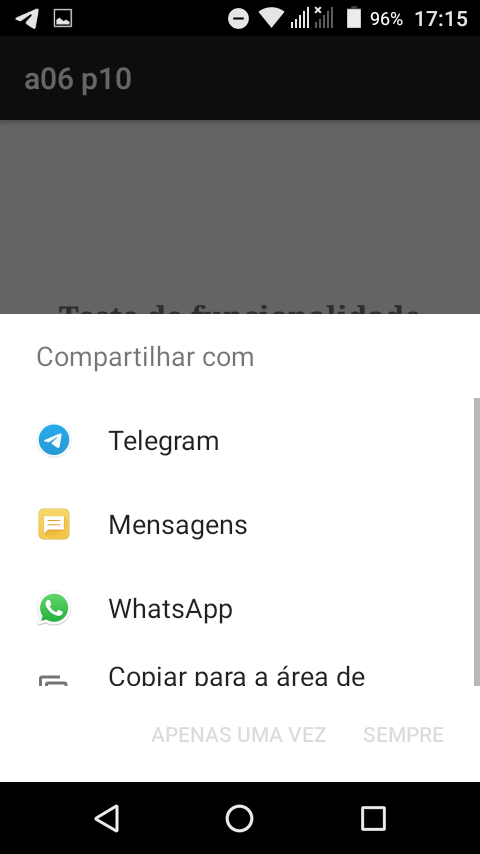 96% 17:15
a06 p10
Teste de funcionalidade
Compartilhar com
Telegram
Mensagens
WhatsApp
Copiar para a área de
APENAS UMA VEZ SEMPRE